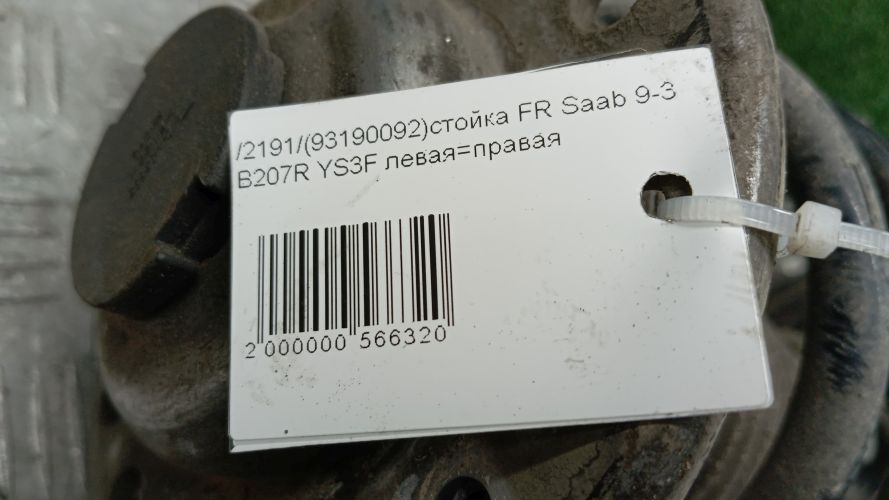 /2191/(93190092)стойка FR Saab 9-3
B207R YS3F левая=правая
2 000000 566320